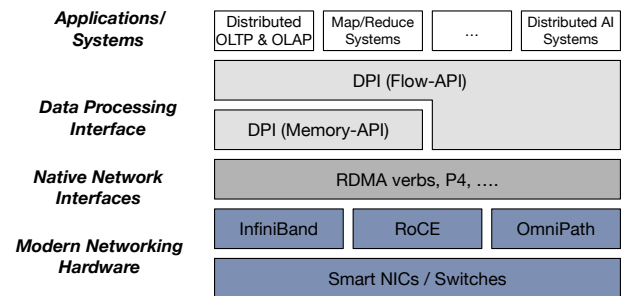 Applications/
Systems
Distributed
OLTP & OLAP
Map/Reduce
Systems
...
Distributed AI
Systems
Data Processing
Interface
DPI (Flow-API)
DPI (Memory-API)
Native Network
Interfaces
RDMA verbs, P4, ....
Modern Networking
Hardware
InfiniBand
RoCE
OmniPath
Smart NICs / Switches